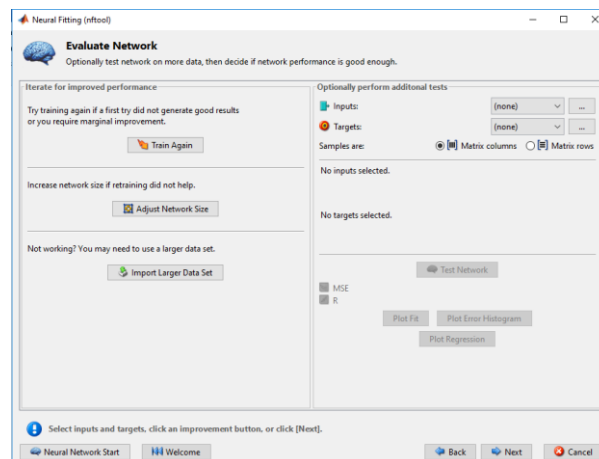 Neural Fitting (nftool)
Evaluate Network
Optionally test network on more data, then decide if network performance is good enough.
Iterate for improved performance
Try training again if a first try did not generate good results
or you require marginal improvement.
Train Again
Increase network size if retraining did not help.
Adjust Network Size
Not working? You may need to use a larger data set.
Import Larger Data Set
Optionally perform additonal tests
Inputs: (none) ...
Targets: (none) ...
Samples are: Matrix columns Matrix rows
No inputs selected.
No targets selected.
Test Network
MSE
R
Plot Fit Plot Error Histogram
Plot Regression
Select inputs and targets, click an improvement button, or click [Next].
Neural Network Start Welcome Back Next Cancel